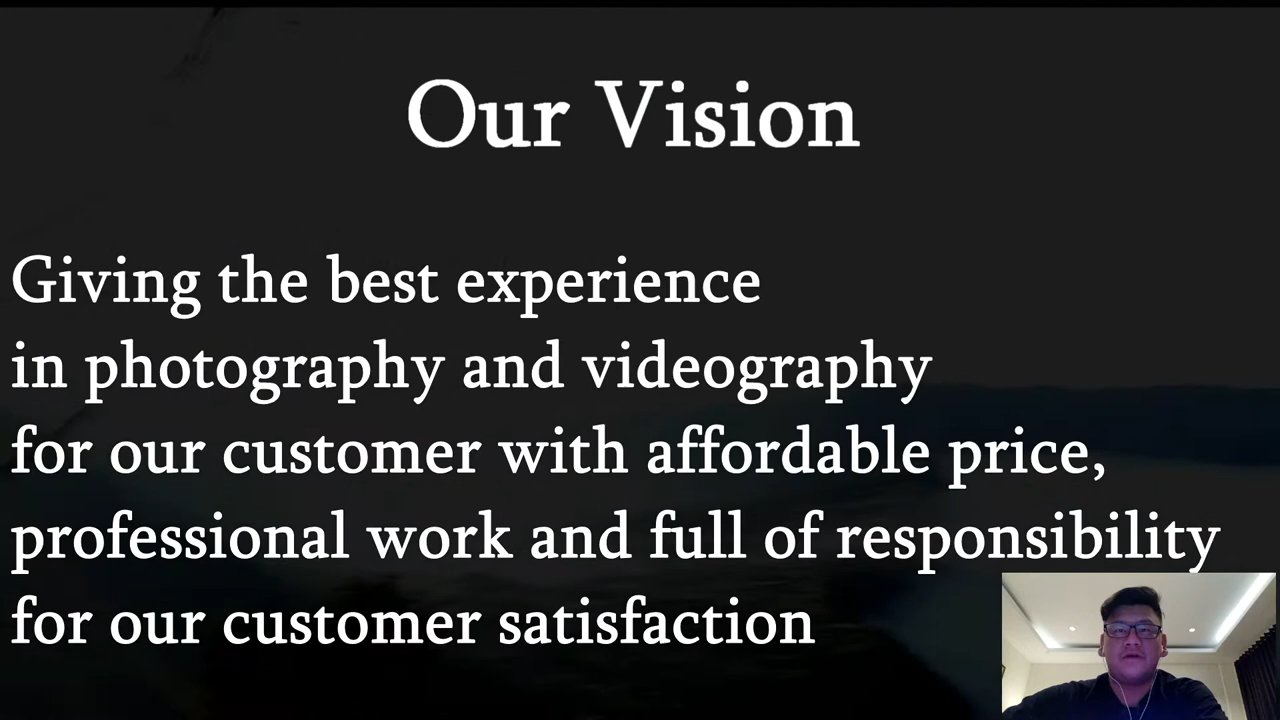 Our Vision
Giving the best experience
in photography and videography
for our customer with affordable price,
professional work and full of responsibility
for our customer satisfaction